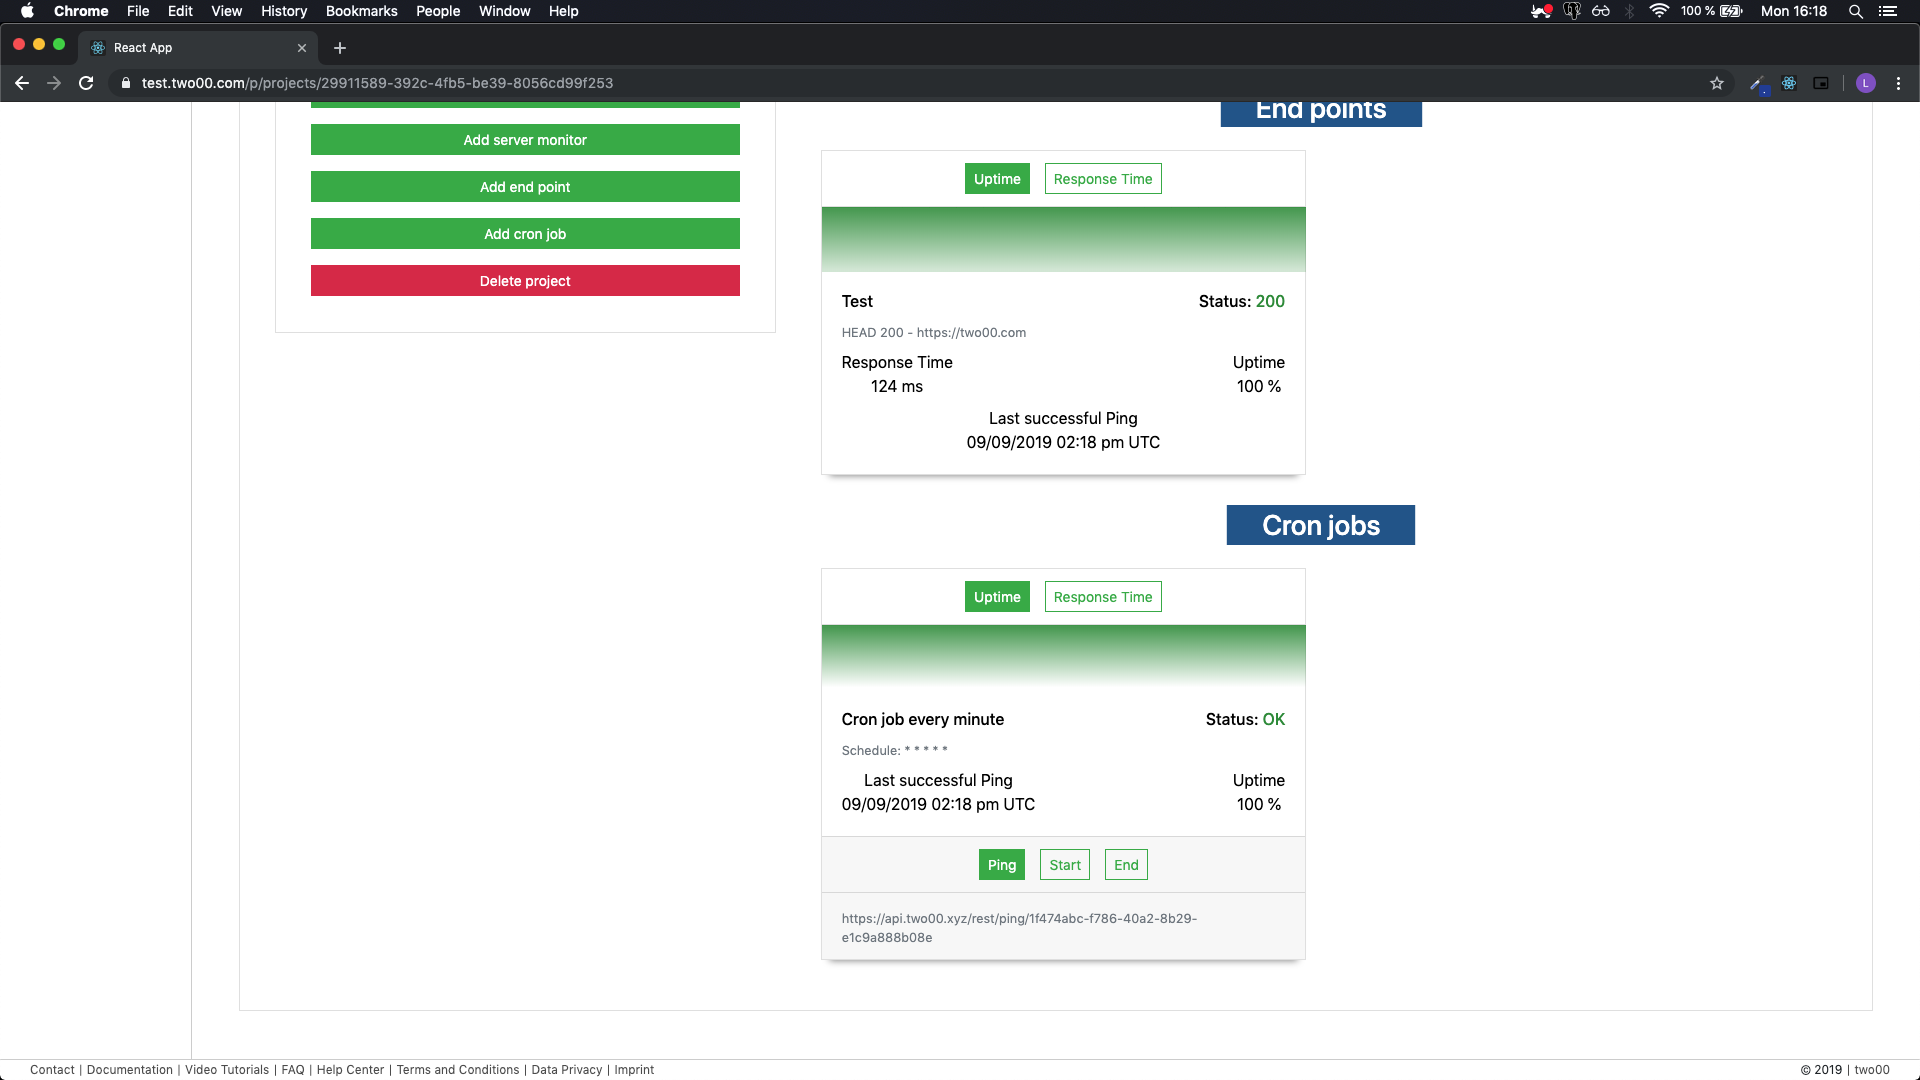 Chrome File Edit View History Bookmarks People Window Help
100 % Mon 16:18
React App
test.two00.com/p/projects/29911589-392c-4fb5-be39-8056cd99f253
L
Add server monitor
Add end point
Add cron job
Delete project
End points
Uptime Response Time
Test Status: 200
HEAD 200 - https://two00.com
Response Time Uptime
124 ms 100 %
Last successful Ping
09/09/2019 02:18 pm UTC
Cron jobs
Uptime Response Time
Cron job every minute Status: OK
Schedule: * * * * *
Last successful Ping Uptime
09/09/2019 02:18 pm UTC 100 %
Ping Start End
https://api.two00.xyz/rest/ping/1f474abc-f786-40a2-8b29-
e1c9a888b08e
Contact | Documentation | Video Tutorials | FAQ | Help Center | Terms and Conditions | Data Privacy | Imprint
© 2019 | two00